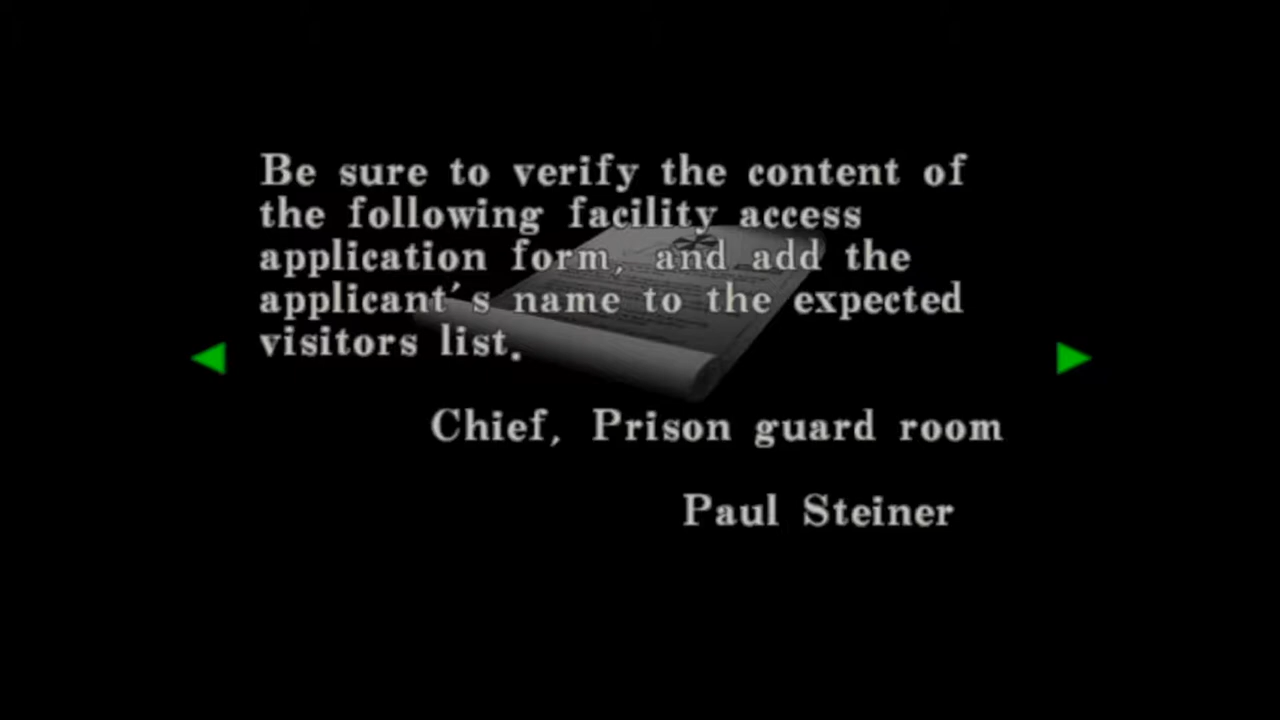 Be sure to verify the content of
the following facility access
application form, and add the
applicant's name to the expected
visitors list.
Chief, Prison guard room
Paul Steiner